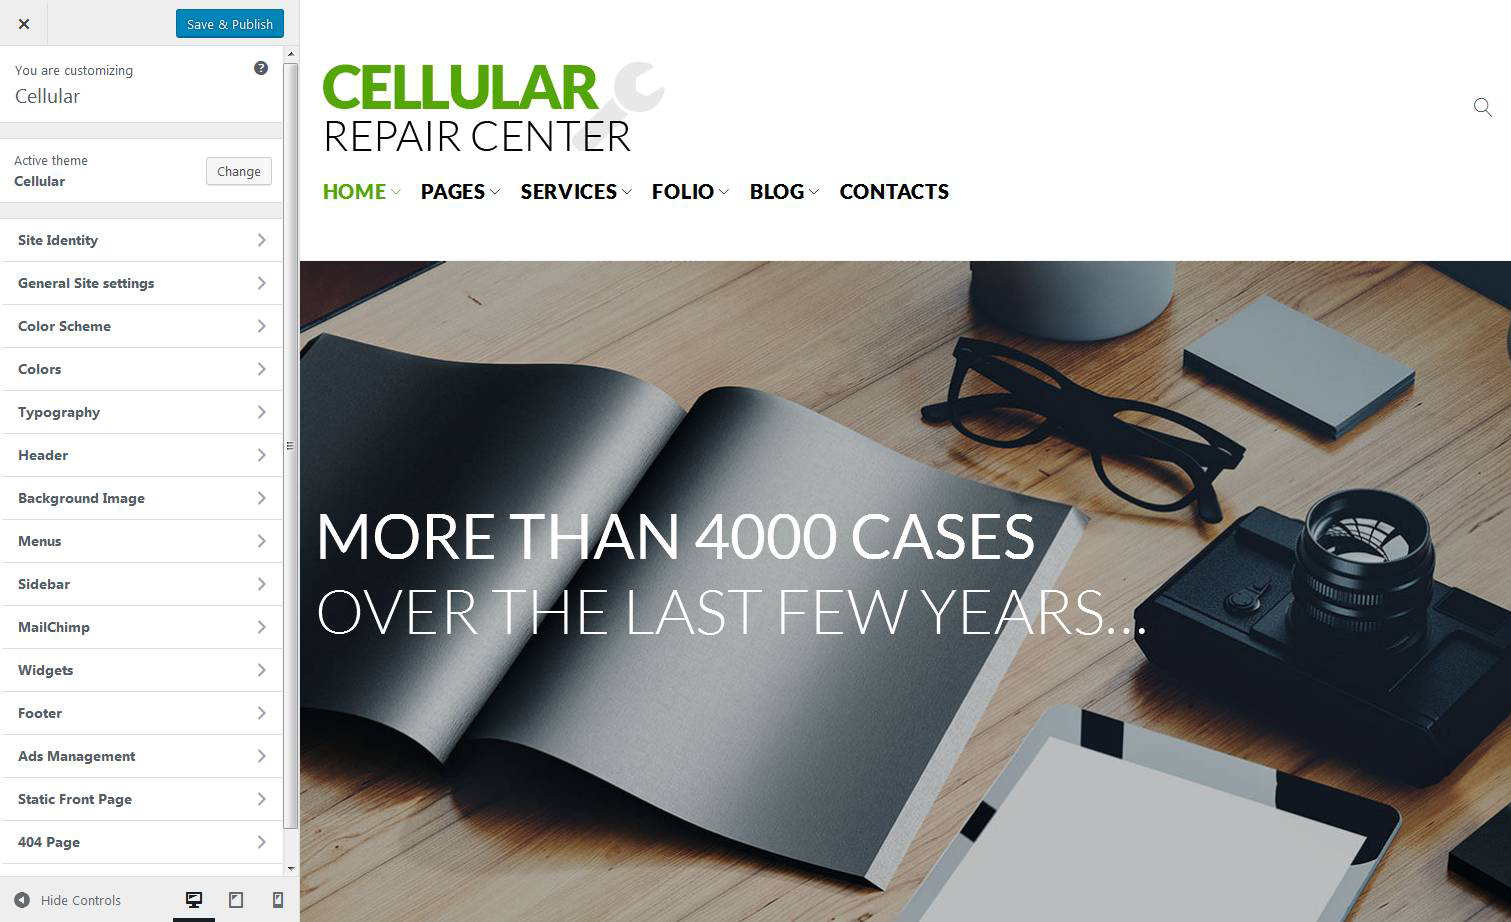 Save & Publish
You are customizing
Cellular
Active theme
Cellular
Change
Site Identity
General Site settings
Color Scheme
Colors
Typography
Header
Background Image
Menus
Sidebar
MailChimp
Widgets
Footer
Ads Management
Static Front Page
404 Page
Hide Controls
CELLULAR
REPAIR CENTER
HOME PAGES SERVICES FOLIO BLOG CONTACTS
MORE THAN 4000 CASES
OVER THE LAST FEW YEARS...